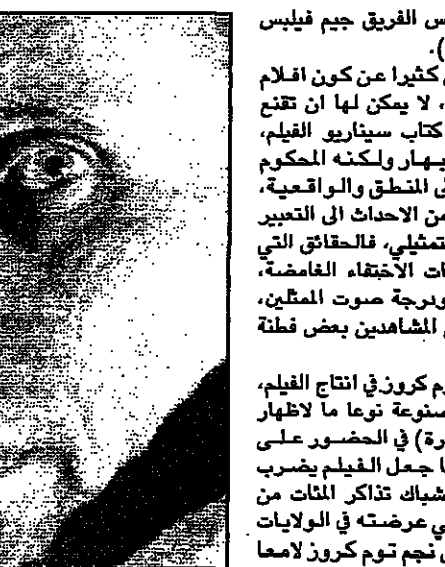 س الفريق جيم فيلبس
).
كثيرا عن كون افلام
، لا يمكن لها ان تقنع
كتاب سيناريو الفيلم،
بهار ولكنه المحكوم
المنطق والواقعية،
من الاحداث الى التعبير
تمثيلي، فالحقائق التي
ات الاختفاء الغامضة،
ودرجة صوت الممثلين،
المشاهدين بعض فطنة
م كروز في انتاج الفيلم،
صنوعة نوعا ما لاظهار
رة) في الحضور على
ا جعل الفيلم يضرب
شباك تذاكر المئات من
ي عرضته في الولايات
نجم توم كروز لامعا